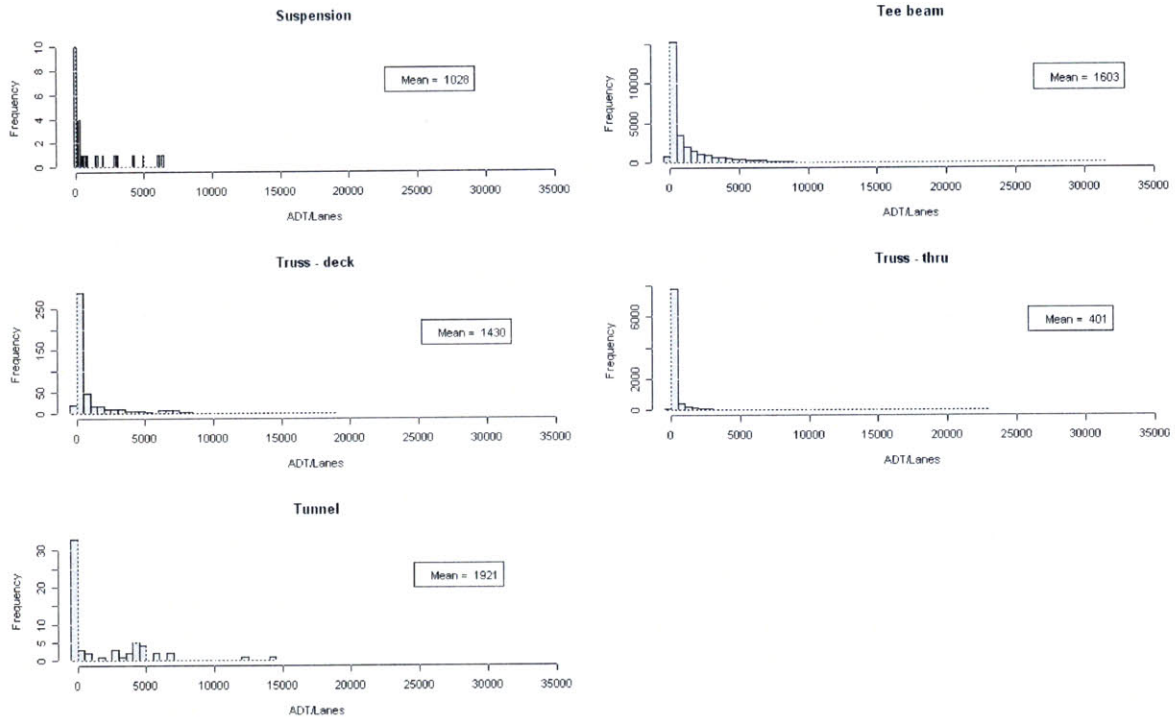 Suspension
Frequency
0 2 4 6 8 10
Mean = 1028
0 5000 10000 15000 20000 25000 30000 35000
ADT/Lanes
Tee beam
Frequency
0 5000 10000
Mean = 1603
0 5000 10000 15000 20000 25000 30000 35000
ADT/Lanes
Truss - deck
Frequency
0 50 150 250
Mean = 1430
0 5000 10000 15000 20000 25000 30000 35000
ADT/Lanes
Truss - thru
Frequency
0 2000 6000
Mean = 401
0 5000 10000 15000 20000 25000 30000 35000
ADT/Lanes
Tunnel
Frequency
0 5 10 20 30
Mean = 1921
0 5000 10000 15000 20000 25000 30000 35000
ADT/Lanes